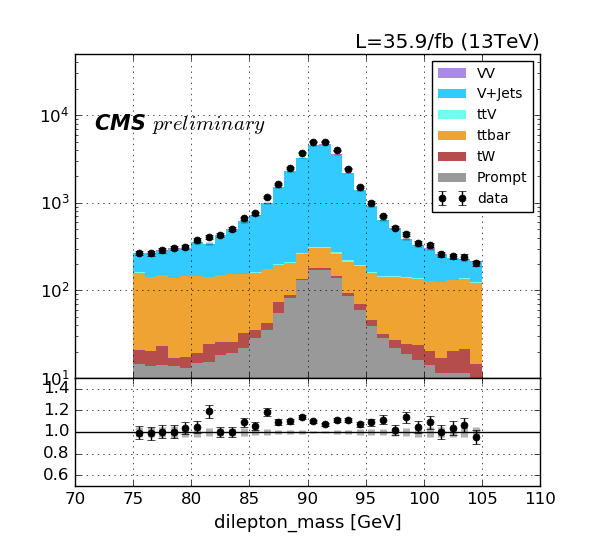 L=35.9/fb (13TeV)
CMS preliminary
VV
V+Jets
ttV
ttbar
tW
Prompt
data
10^4
10^3
10^2
10^1
1.4
1.2
1.0
0.8
0.6
70 75 80 85 90 95 100 105 110
dilepton_mass [GeV]